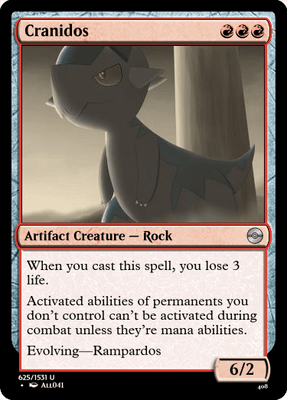 Cranidos
Artifact Creature — Rock
When you cast this spell, you lose 3
life.
Activated abilities of permanents you
don't control can't be activated during
combat unless they're mana abilities.
Evolving—Rampardos
6/2
625/1531 U
• ALL041
408